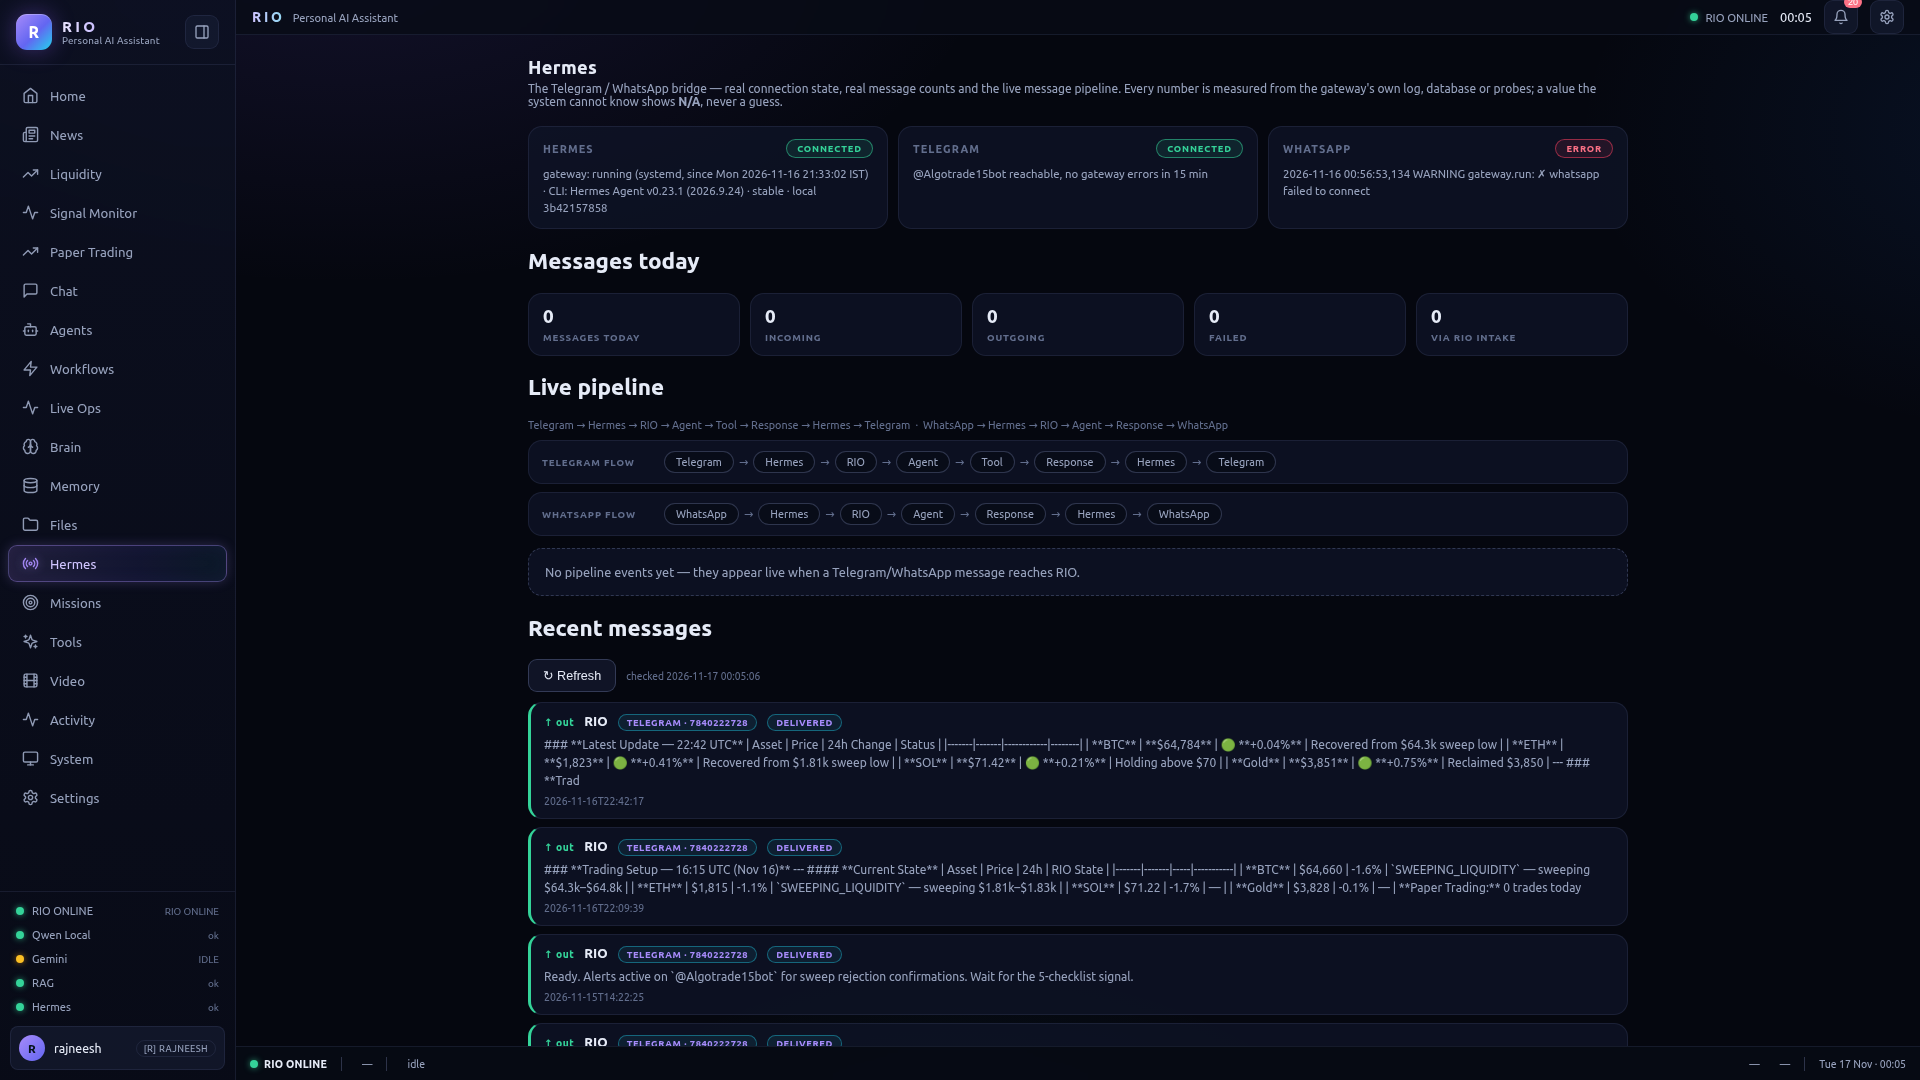 R
RIO
Personal AI Assistant
Home
News
Liquidity
Signal Monitor
Paper Trading
Chat
Agents
Workflows
Live Ops
Brain
Memory
Files
Hermes
Missions
Tools
Video
Activity
System
Settings
RIO ONLINE RIO ONLINE
Qwen Local ok
Gemini IDLE
RAG ok
Hermes ok
R rajneesh [R] RAJNEESH
RIO Personal AI Assistant
RIO ONLINE 00:05 20
Hermes
The Telegram / WhatsApp bridge — real connection state, real message counts and the live message pipeline. Every number is measured from the gateway's own log, database or probes; a value the
system cannot know shows N/A, never a guess.
HERMES CONNECTED
gateway: running (systemd, since Mon 2026-11-16 21:33:02 IST)
· CLI: Hermes Agent v0.23.1 (2026.9.24) · stable · local
3b42157858
TELEGRAM CONNECTED
@Algotrade15bot reachable, no gateway errors in 15 min
WHATSAPP ERROR
2026-11-16 00:56:53,134 WARNING gateway.run: ✗ whatsapp
failed to connect
Messages today
0
MESSAGES TODAY
0
INCOMING
0
OUTGOING
0
FAILED
0
VIA RIO INTAKE
Live pipeline
Telegram → Hermes → RIO → Agent → Tool → Response → Hermes → Telegram · WhatsApp → Hermes → RIO → Agent → Response → WhatsApp
TELEGRAM FLOW Telegram → Hermes → RIO → Agent → Tool → Response → Hermes → Telegram
WHATSAPP FLOW WhatsApp → Hermes → RIO → Agent → Response → Hermes → WhatsApp
No pipeline events yet — they appear live when a Telegram/WhatsApp message reaches RIO.
Recent messages
↻ Refresh checked 2026-11-17 00:05:06
↑ out RIO TELEGRAM · 7840222728 DELIVERED
### **Latest Update — 22:42 UTC** | Asset | Price | 24h Change | Status | |-------|-------|------------|--------| | **BTC** | **$64,784** | 🟢 **+0.04%** | Recovered from $64.3k sweep low | | **ETH** |
**$1,823** | 🟢 **+0.41%** | Recovered from $1.81k sweep low | | **SOL** | **$71.42** | 🟢 **+0.21%** | Holding above $70 | | **Gold** | **$3,851** | 🟢 **+0.75%** | Reclaimed $3,850 | --- ###
**Trad
2026-11-16T22:42:17
↑ out RIO TELEGRAM · 7840222728 DELIVERED
### **Trading Setup — 16:15 UTC (Nov 16)** --- #### **Current State** | Asset | Price | 24h | RIO State | |-------|-------|-----|-----------| | **BTC** | $64,660 | -1.6% | `SWEEPING_LIQUIDITY` — sweeping
$64.3k–$64.8k | | **ETH** | $1,815 | -1.1% | `SWEEPING_LIQUIDITY` — sweeping $1.81k–$1.83k | | **SOL** | $71.22 | -1.7% | — | | **Gold** | $3,828 | -0.1% | — | **Paper Trading:** 0 trades today
2026-11-16T22:09:39
↑ out RIO TELEGRAM · 7840222728 DELIVERED
Ready. Alerts active on `@Algotrade15bot` for sweep rejection confirmations. Wait for the 5-checklist signal.
2026-11-15T14:22:25
↑ out RIO TELEGRAM · 7840222728 DELIVERED
RIO ONLINE — idle
— — Tue 17 Nov · 00:05